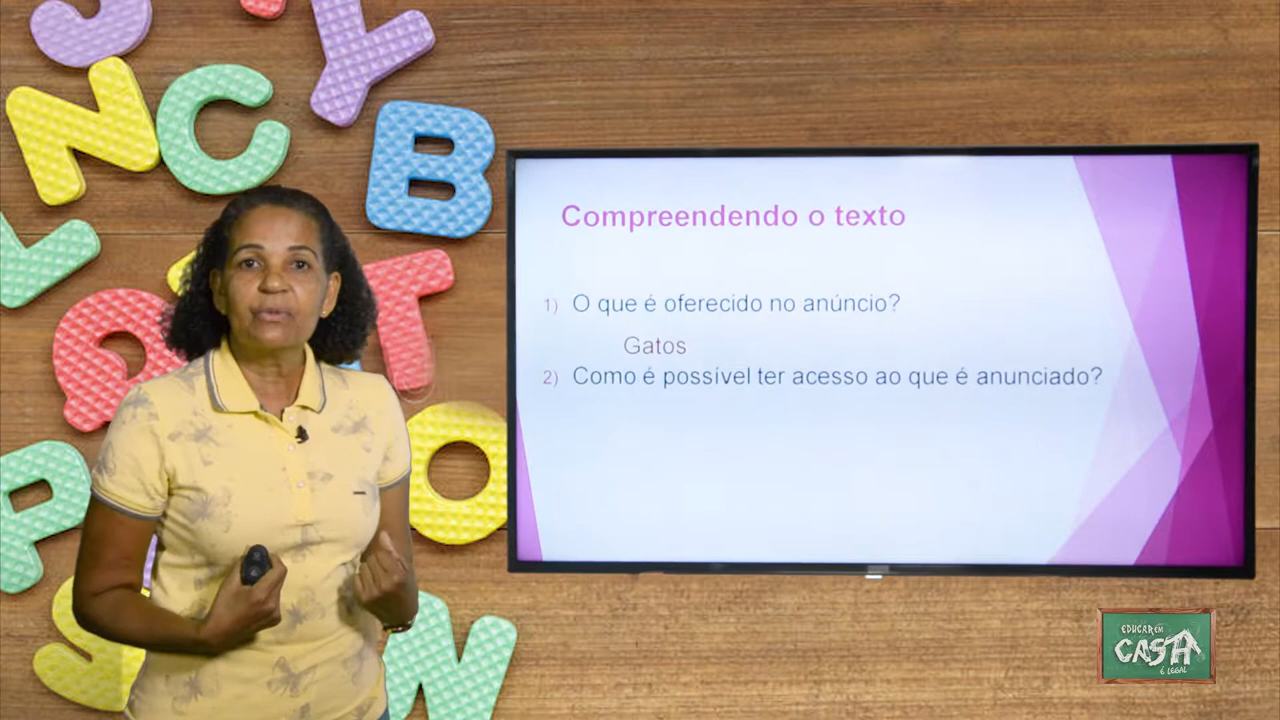 Compreendendo o texto
1) O que é oferecido no anúncio?
Gatos
2) Como é possível ter acesso ao que é anunciado?
EDUCAR EM
CASA
É LEGAL